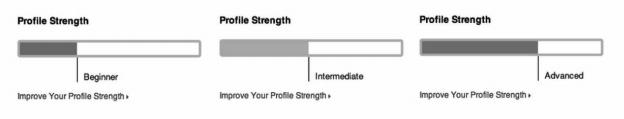 Profile Strength
Beginner
Improve Your Profile Strength ›
Profile Strength
Intermediate
Improve Your Profile Strength ›
Profile Strength
Advanced
Improve Your Profile Strength ›